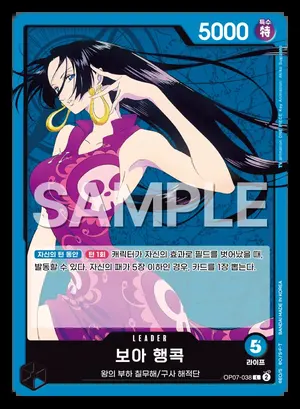 5000
특수
特
SAMPLE
자신의 턴 동안 턴 1회 캐릭터가 자신의 효과로 필드를 벗어났을 때,
발동할 수 있다. 자신의 패가 5장 이하인 경우, 카드를 1장 뽑는다.
LEADER
보아 행콕
5
라이프
왕의 부하 칠무해/구사 해적단
OP07-038 L 2